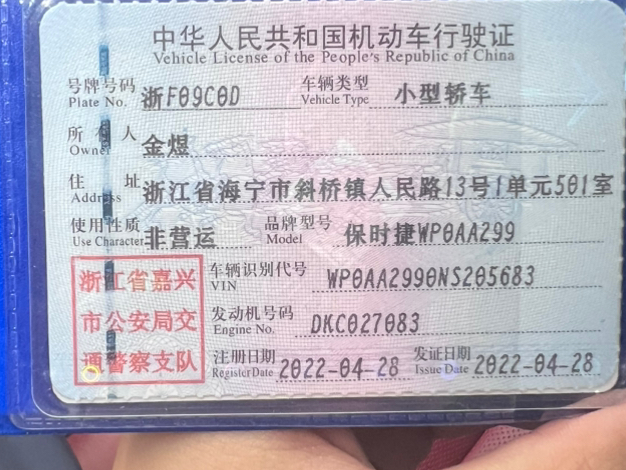 中华人民共和国机动车行驶证
Vehicle License of the People's Republic of China
号牌号码 浙F09C0D 车辆类型 小型轿车
Plate No. Vehicle Type
所有人 金煜
Owner
住址 浙江省海宁市斜桥镇人民路13号1单元501室
Address
使用性质 非营运 品牌型号 保时捷WP0AA299
Use Character Model
浙江省嘉兴 车辆识别代号 WP0AA2990NS205683
VIN
市公安局交 发动机号码 DKC027083
Engine No.
通警察支队 注册日期 2022-04-28 发证日期 2022-04-28
Register Date Issue Date